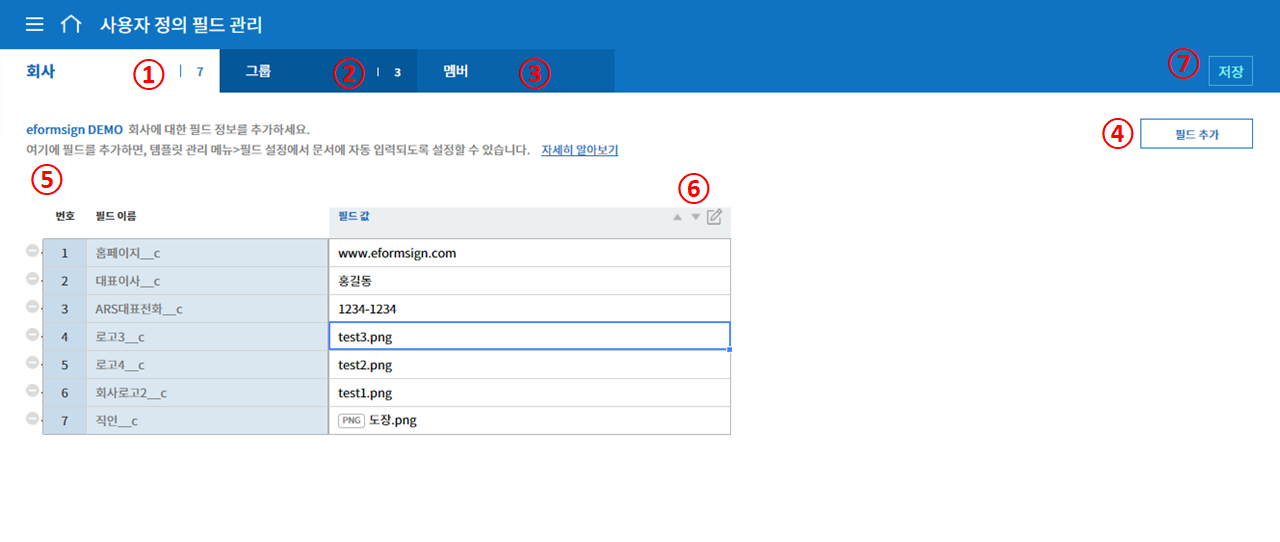 사용자 정의 필드 관리
회사 ① | 7 그룹 ② | 3 멤버 ③ ⑦ 저장
eformsign DEMO 회사에 대한 필드 정보를 추가하세요.
④ 필드 추가
여기에 필드를 추가하면, 템플릿 관리 메뉴>필드 설정에서 문서에 자동 입력되도록 설정할 수 있습니다. 자세히 알아보기
⑤ ⑥
번호 필드 이름 필드 값
1 홈페이지__c www.eformsign.com
2 대표이사__c 홍길동
3 ARS대표전화__c 1234-1234
4 로고3__c test3.png
5 로고4__c test2.png
6 회사로고2__c test1.png
7 직인__c PNG 도장.png